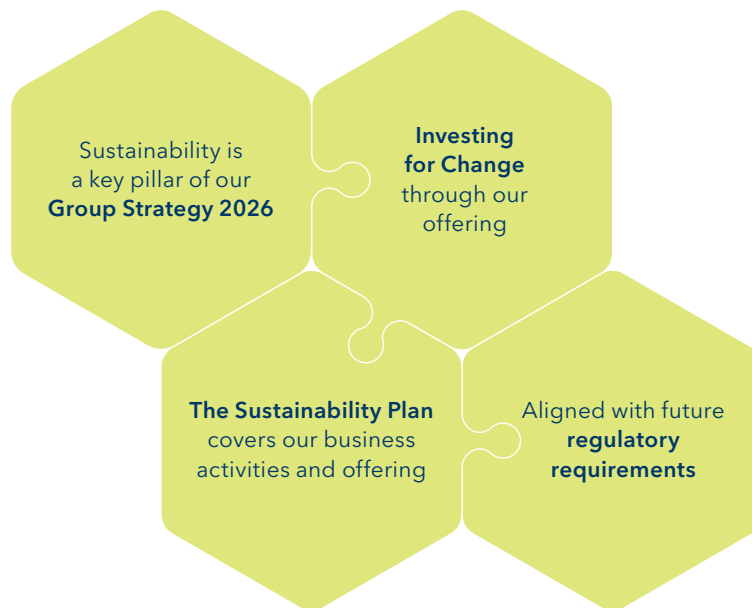 Sustainability is
a key pillar of our
Group Strategy 2026
Investing
for Change
through our
offering
The Sustainability Plan
covers our business
activities and offering
Aligned with future
regulatory
requirements